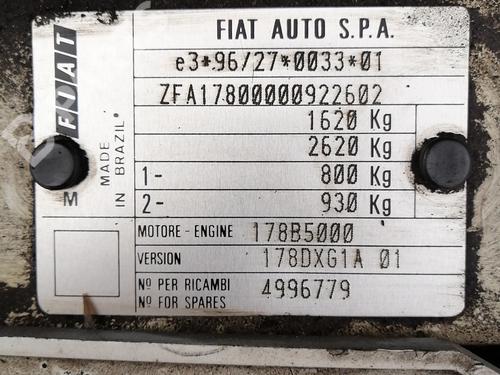 FIAT AUTO S.P.A.
e3*96/27*0033*01
ZFA17800000922602
1620 Kg
2620 Kg
1- 800 Kg
2- 930 Kg
MOTORE - ENGINE 178B5000
VERSION 178DXG1A 01
Nº PER RICAMBI
Nº FOR SPARES 4996779
FIAT
MADE
IN BRAZIL
M